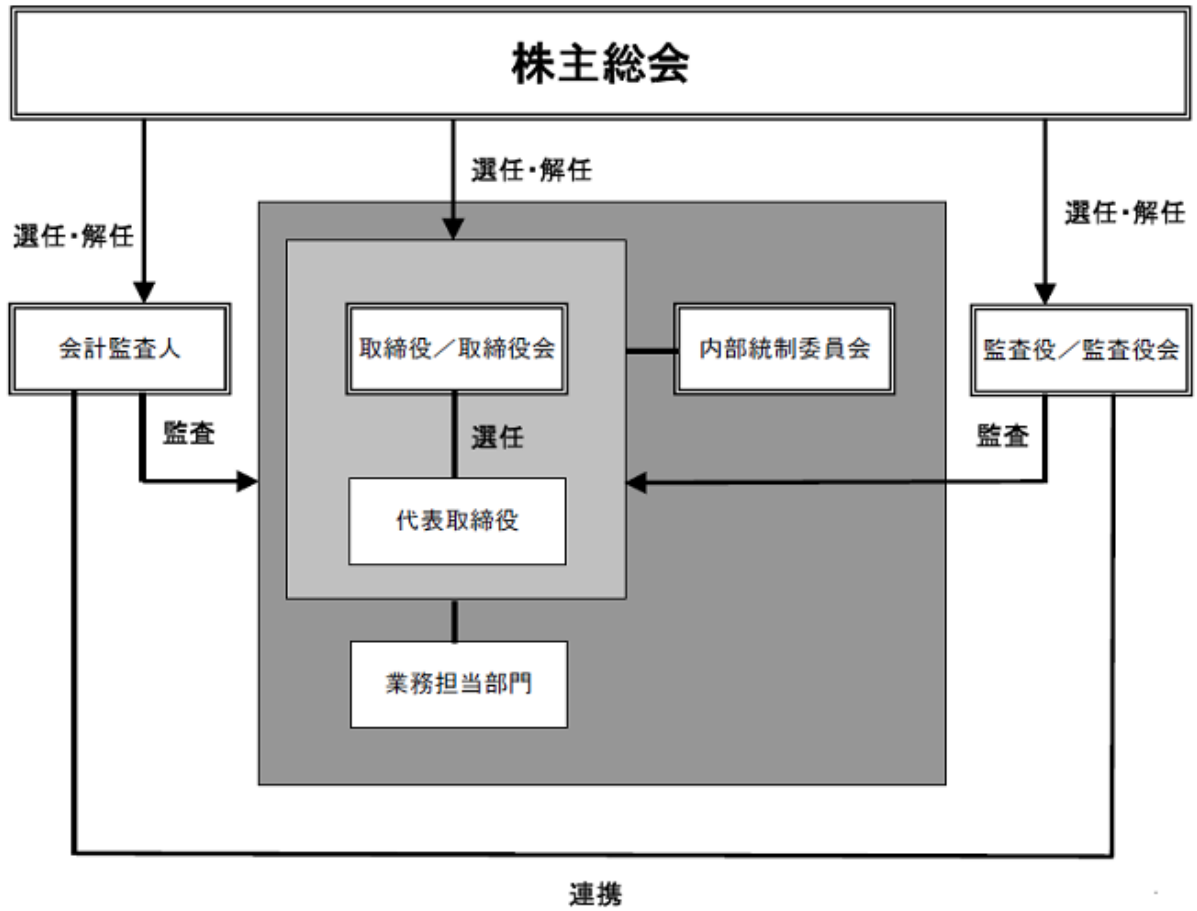 株主総会
選任・解任
選任・解任
選任・解任
会計監査人
取締役／取締役会
内部統制委員会
監査役／監査役会
監査
選任
監査
代表取締役
業務担当部門
連携